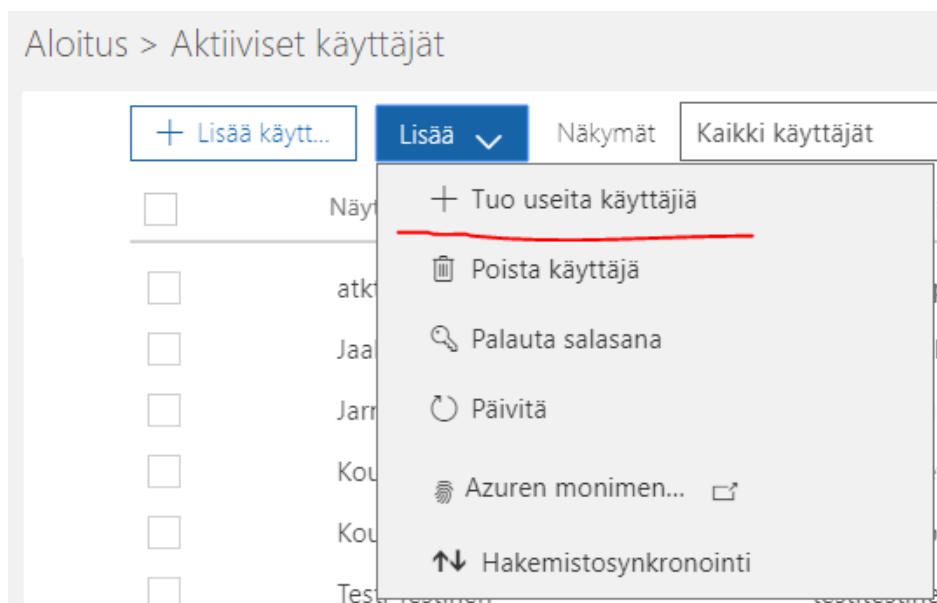 Aloitus > Aktiiviset käyttäjät
+ Lisää käytt... Lisää Näkymät Kaikki käyttäjät
+ Tuo useita käyttäjiä
Poista käyttäjä
Palauta salasana
Päivitä
Azuren monimen...
Hakemistosynkronointi